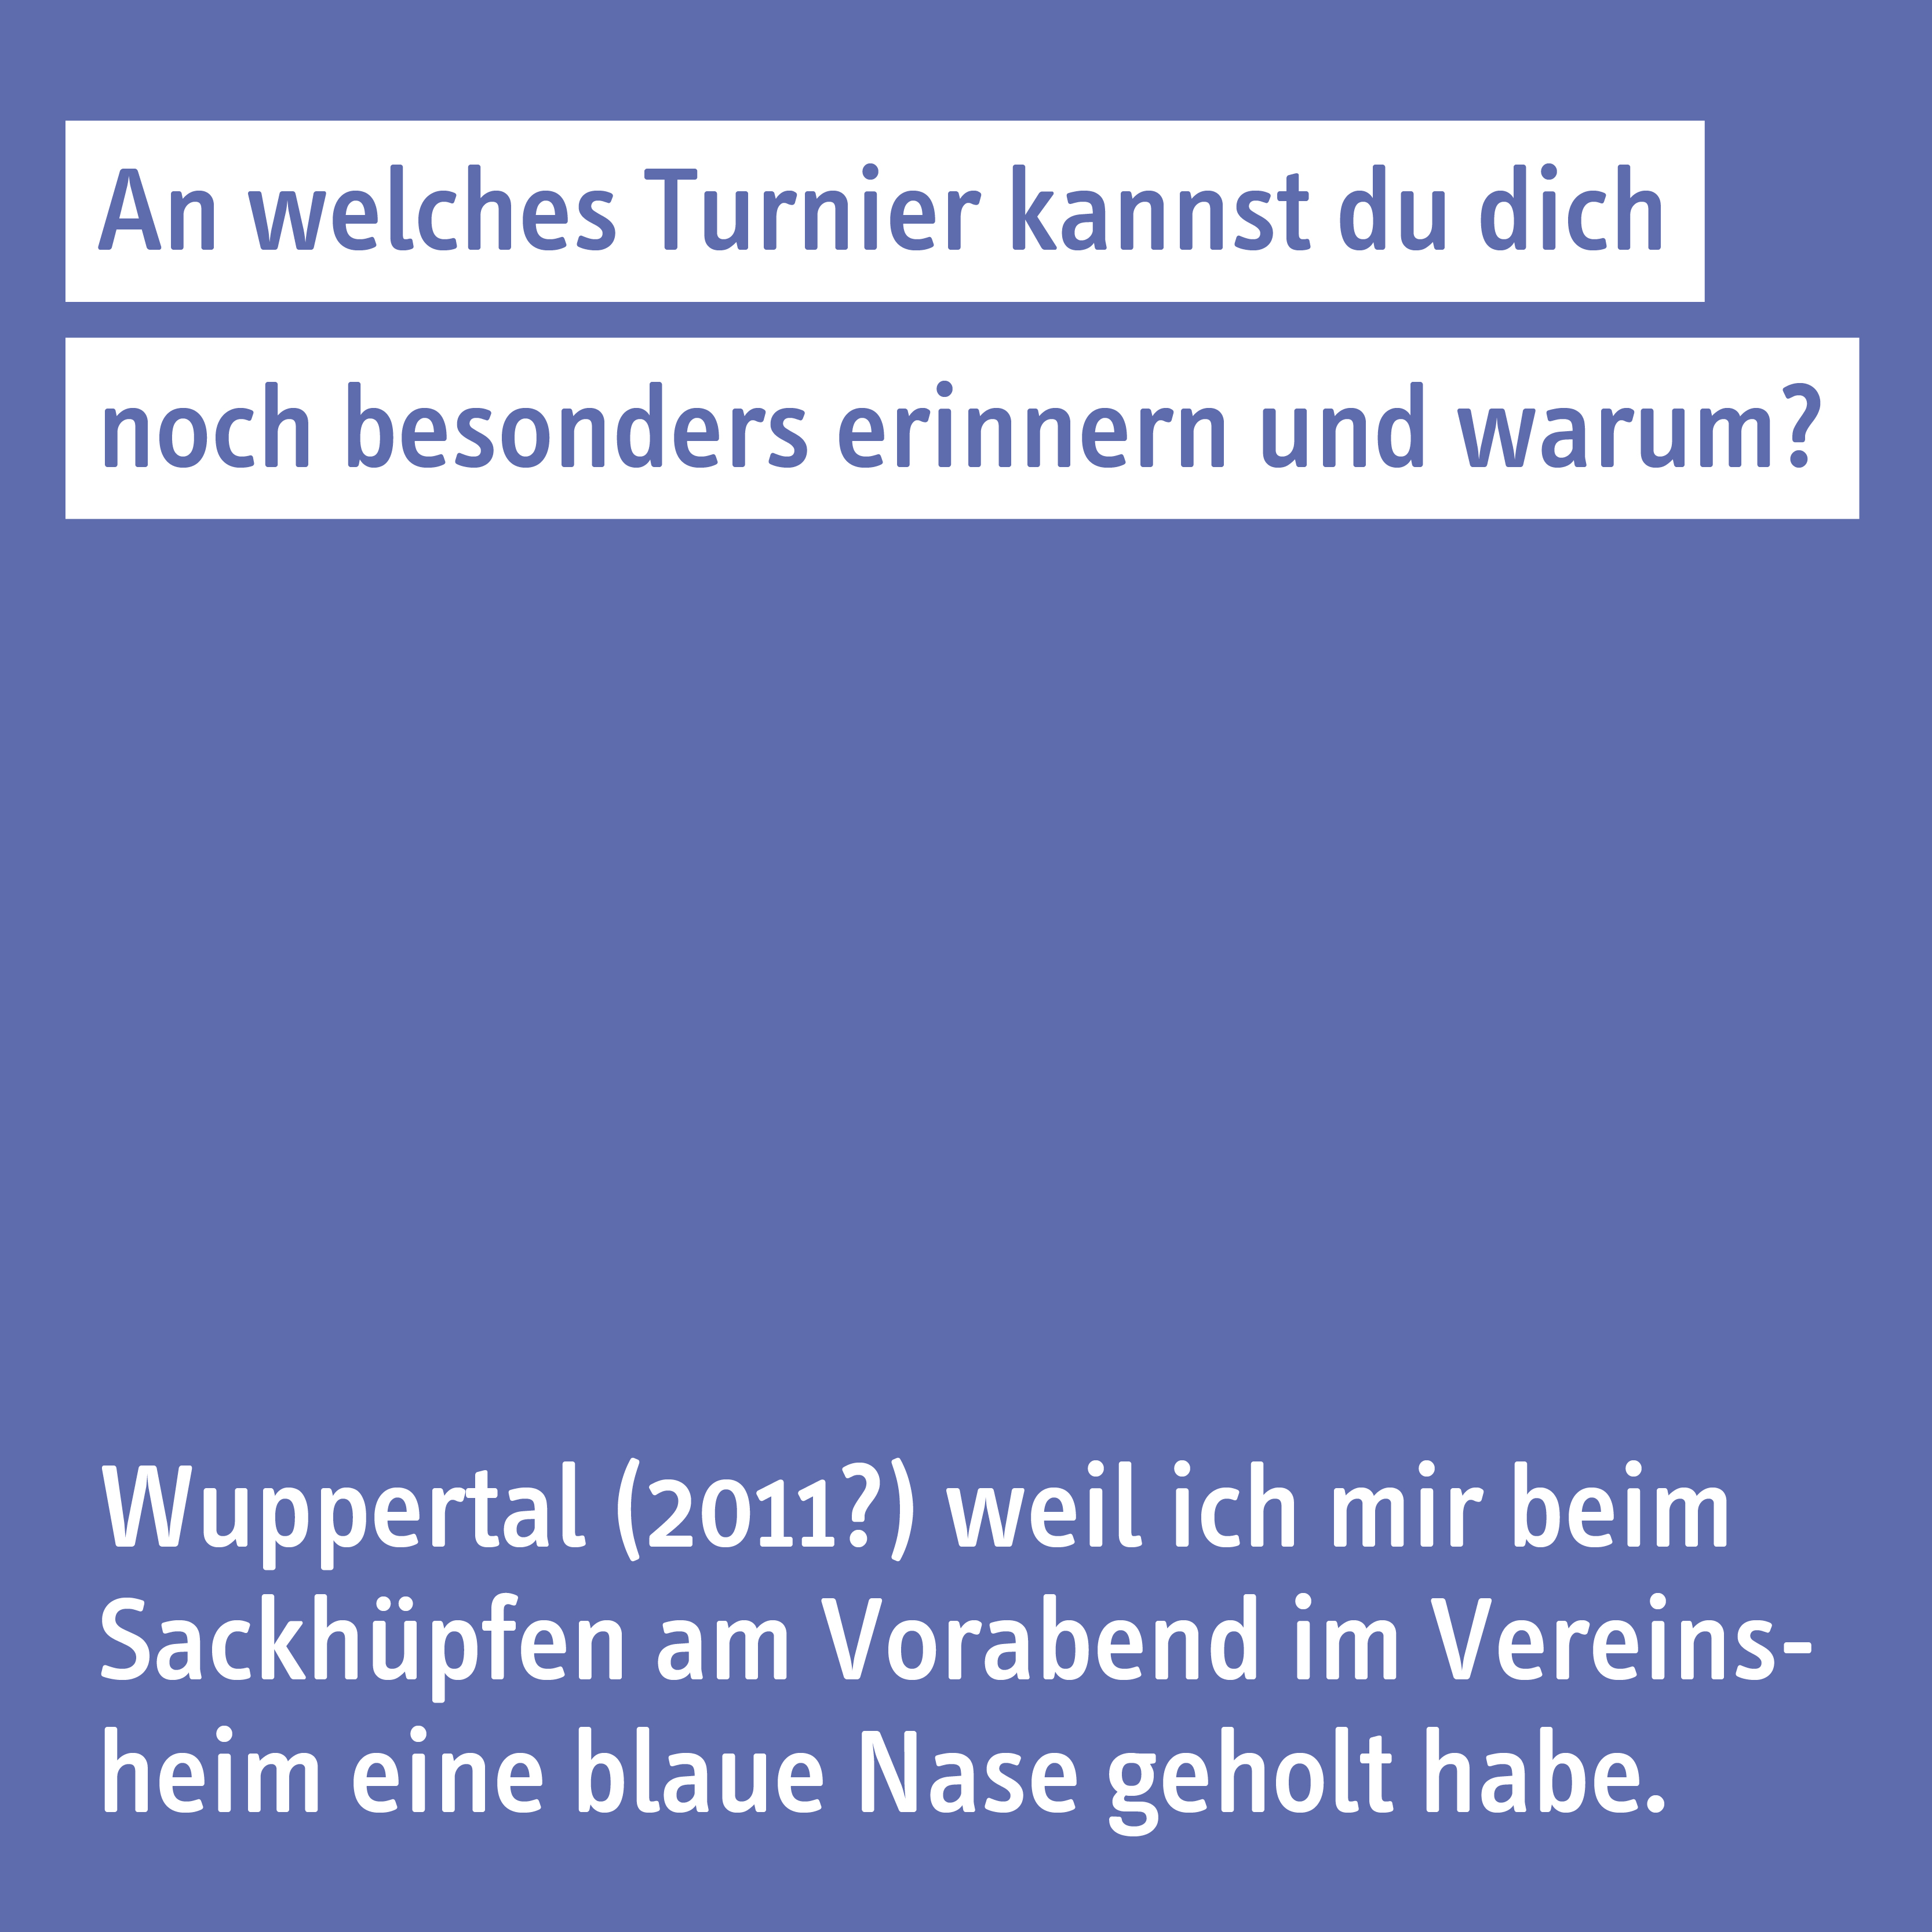 An welches Turnier kannst du dich
noch besonders erinnern und warum?
Wuppertal (2011?) weil ich mir beim
Sackhüpfen am Vorabend im Vereins-
heim eine blaue Nase geholt habe.